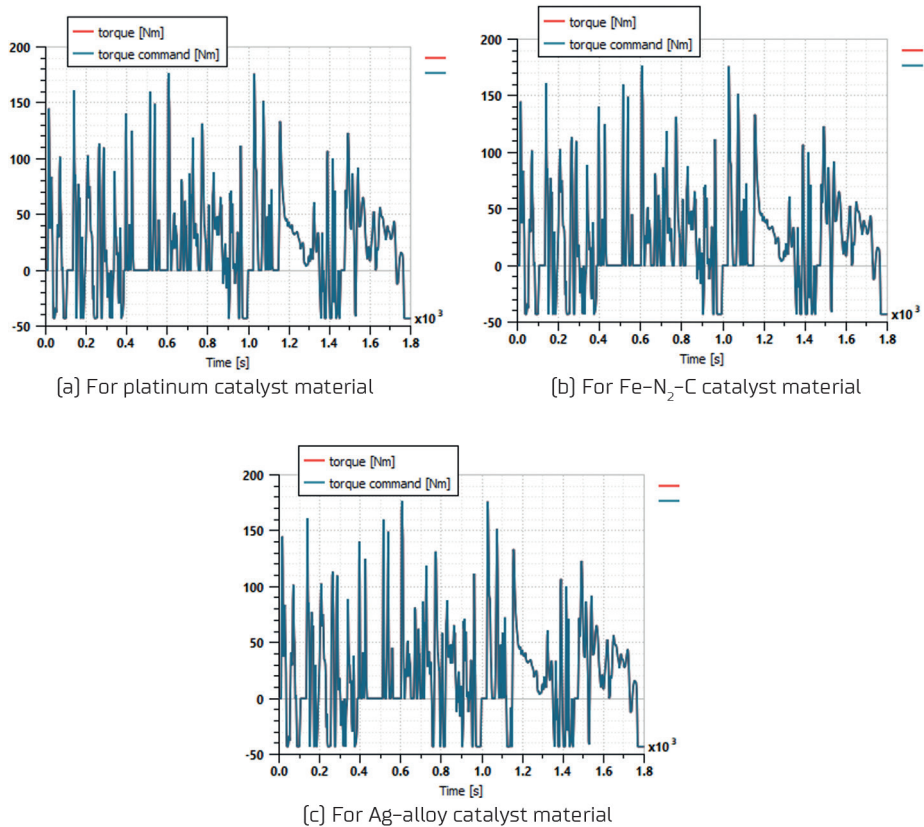 torque [Nm]
torque command [Nm]
200
150
100
50
0
-50
0.0 0.2 0.4 0.6 0.8 1.0 1.2 1.4 1.6 1.8
x10³
Time [s]
(a) For platinum catalyst material
torque [Nm]
torque command [Nm]
200
150
100
50
0
-50
0.0 0.2 0.4 0.6 0.8 1.0 1.2 1.4 1.6 1.8
x10³
Time [s]
(b) For Fe–N₂–C catalyst material
torque [Nm]
torque command [Nm]
200
150
100
50
0
-50
0.0 0.2 0.4 0.6 0.8 1.0 1.2 1.4 1.6 1.8
x10³
Time [s]
(c) For Ag–alloy catalyst material